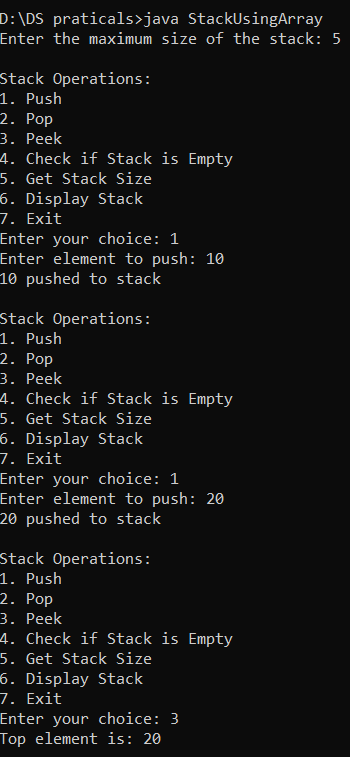 D:\DS praticals>java StackUsingArray
Enter the maximum size of the stack: 5

Stack Operations:
1. Push
2. Pop
3. Peek
4. Check if Stack is Empty
5. Get Stack Size
6. Display Stack
7. Exit
Enter your choice: 1
Enter element to push: 10
10 pushed to stack

Stack Operations:
1. Push
2. Pop
3. Peek
4. Check if Stack is Empty
5. Get Stack Size
6. Display Stack
7. Exit
Enter your choice: 1
Enter element to push: 20
20 pushed to stack

Stack Operations:
1. Push
2. Pop
3. Peek
4. Check if Stack is Empty
5. Get Stack Size
6. Display Stack
7. Exit
Enter your choice: 3
Top element is: 20